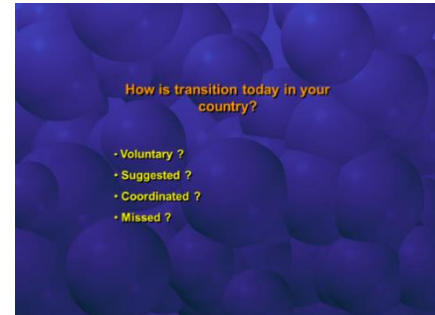 How is transition today in your
country?
• Voluntary ?
• Suggested ?
• Coordinated ?
• Missed ?